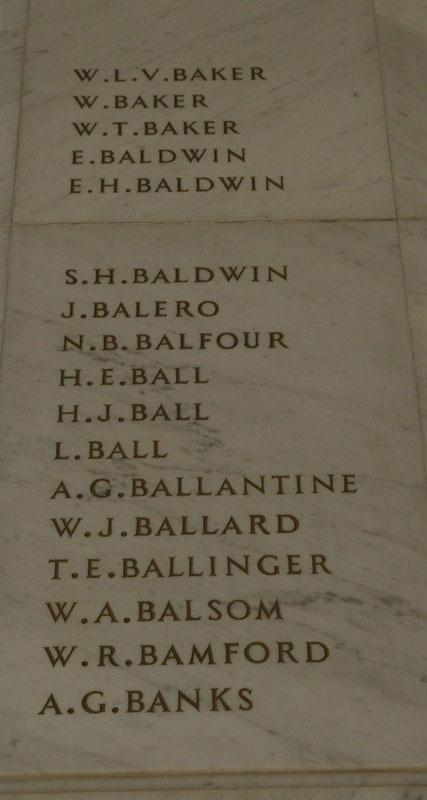 W.L.V.BAKER
W.BAKER
W.T.BAKER
E.BALDWIN
E.H.BALDWIN
S.H.BALDWIN
J.BALERO
N.B.BALFOUR
H.E.BALL
H.J.BALL
L.BALL
A.G.BALLANTINE
W.J.BALLARD
T.E.BALLINGER
W.A.BALSOM
W.R.BAMFORD
A.G.BANKS